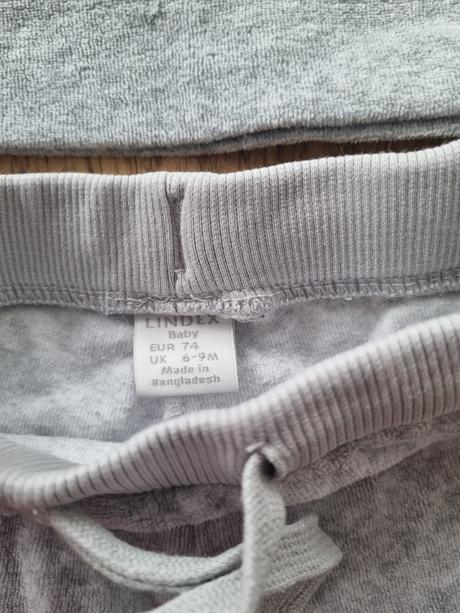 LINDEX
Baby
EUR 74
UK 6-9M
Made in
Bangladesh